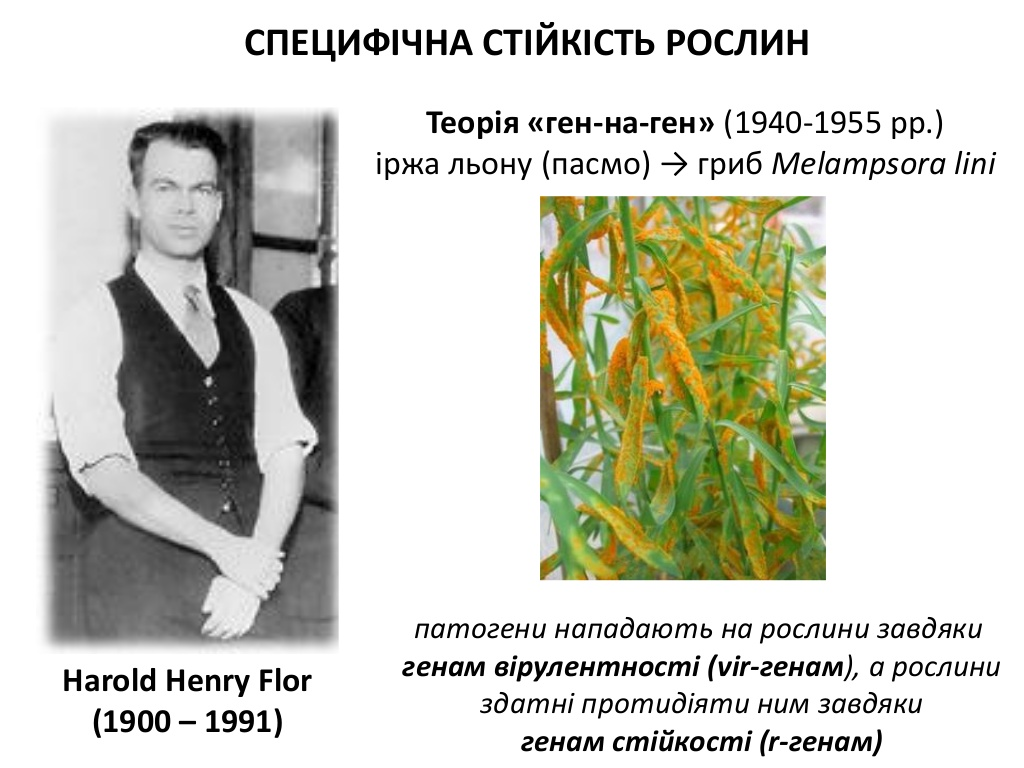 СПЕЦИФІЧНА СТІЙКІСТЬ РОСЛИН
Теорія «ген-на-ген» (1940-1955 рр.)
іржа льону (пасмо) → гриб Melampsora lini
патогени нападають на рослини завдяки
генам вірулентності (vir-генам), а рослини
здатні протидіяти ним завдяки
генам стійкості (r-генам)
Harold Henry Flor
(1900 – 1991)